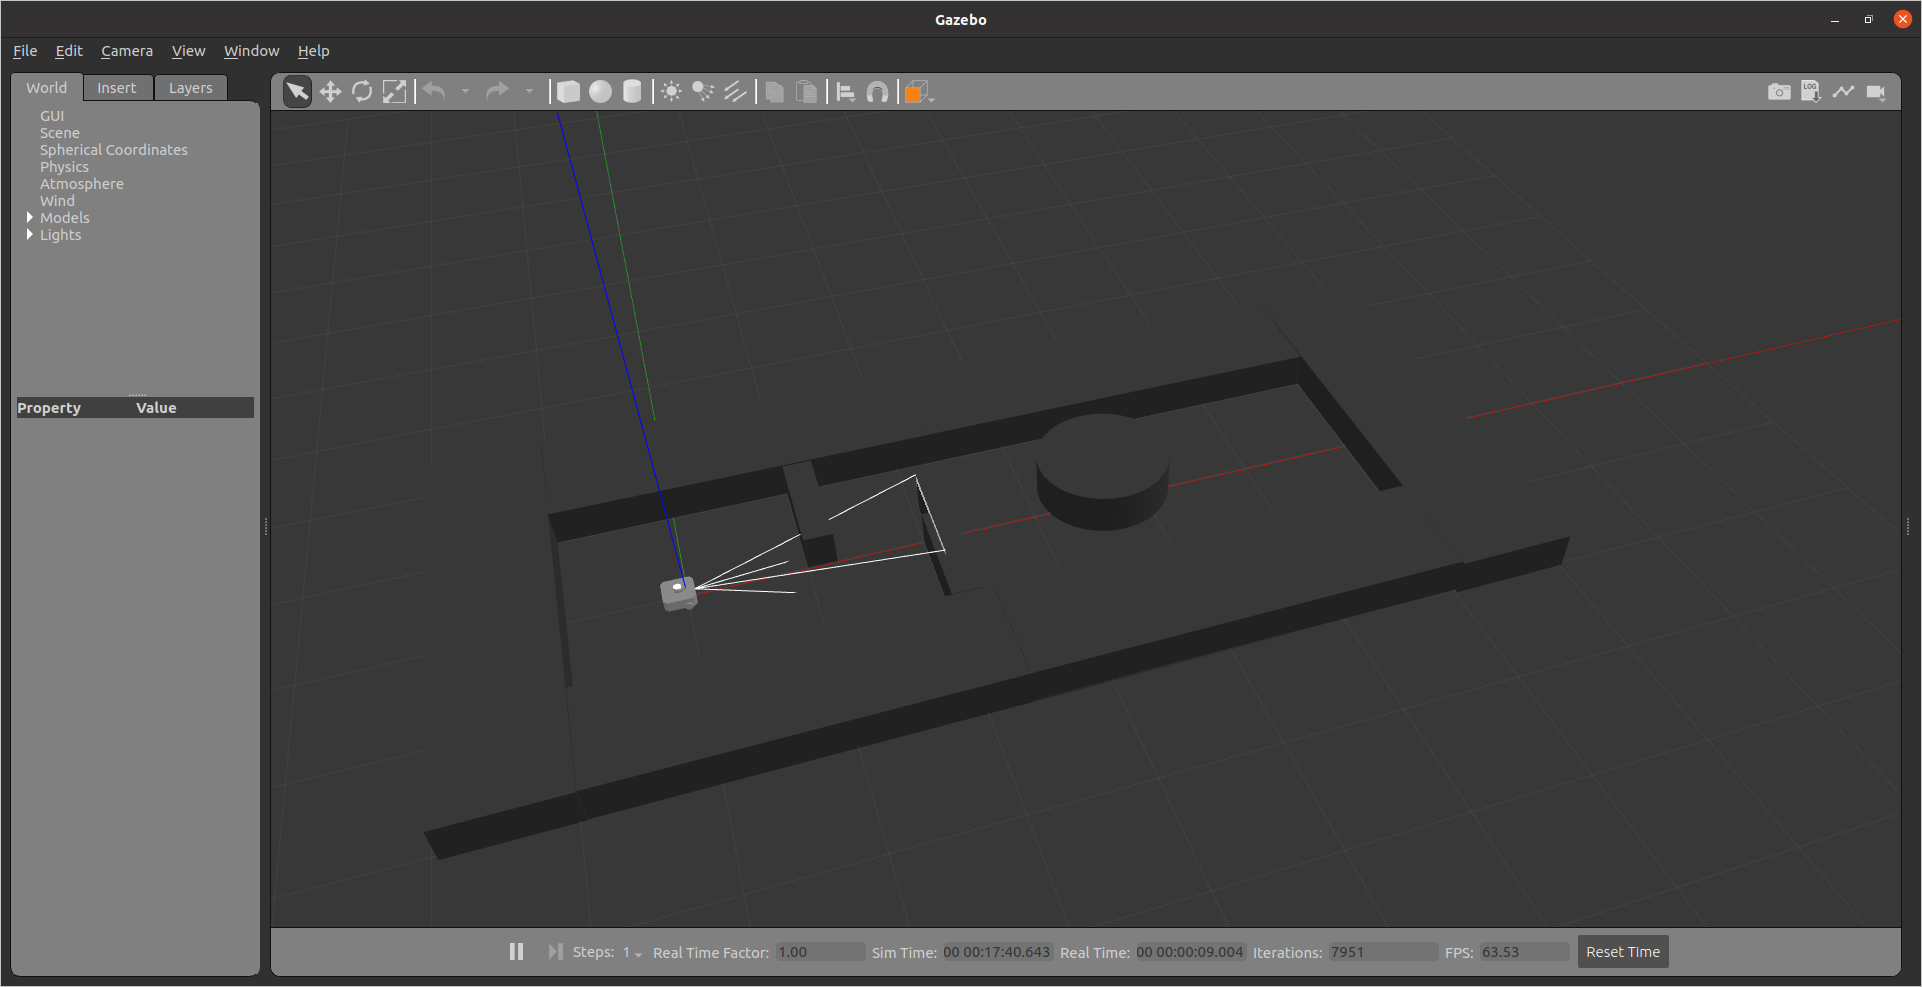 Gazebo
File Edit Camera View Window Help
World Insert Layers
LOG
GUI
Scene
Spherical Coordinates
Physics
Atmosphere
Wind
Models
Lights
Property Value
Steps: 1 Real Time Factor: 1.00 Sim Time: 00 00:17:40.643 Real Time: 00 00:00:09.004 Iterations: 7951 FPS: 63.53 Reset Time